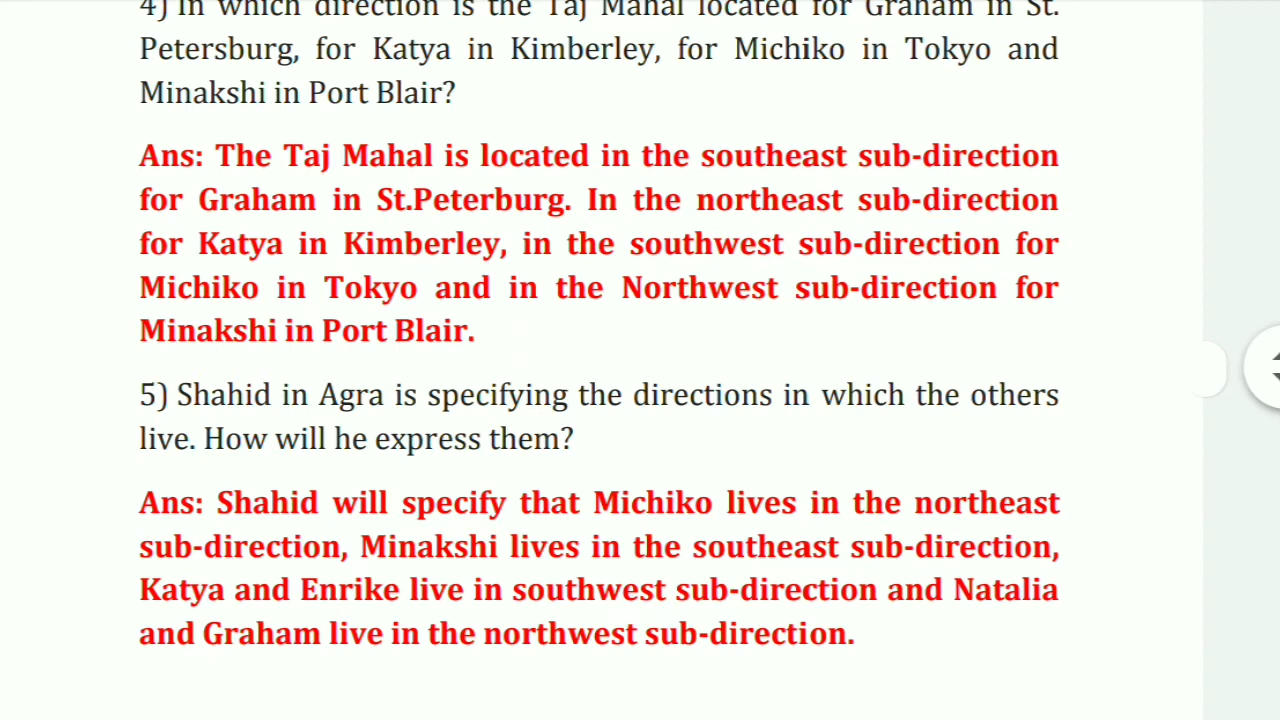 4) In which direction is the Taj Mahal located for Graham in St.
Petersburg, for Katya in Kimberley, for Michiko in Tokyo and
Minakshi in Port Blair?
Ans: The Taj Mahal is located in the southeast sub-direction
for Graham in St.Peterburg. In the northeast sub-direction
for Katya in Kimberley, in the southwest sub-direction for
Michiko in Tokyo and in the Northwest sub-direction for
Minakshi in Port Blair.
5) Shahid in Agra is specifying the directions in which the others
live. How will he express them?
Ans: Shahid will specify that Michiko lives in the northeast
sub-direction, Minakshi lives in the southeast sub-direction,
Katya and Enrike live in southwest sub-direction and Natalia
and Graham live in the northwest sub-direction.